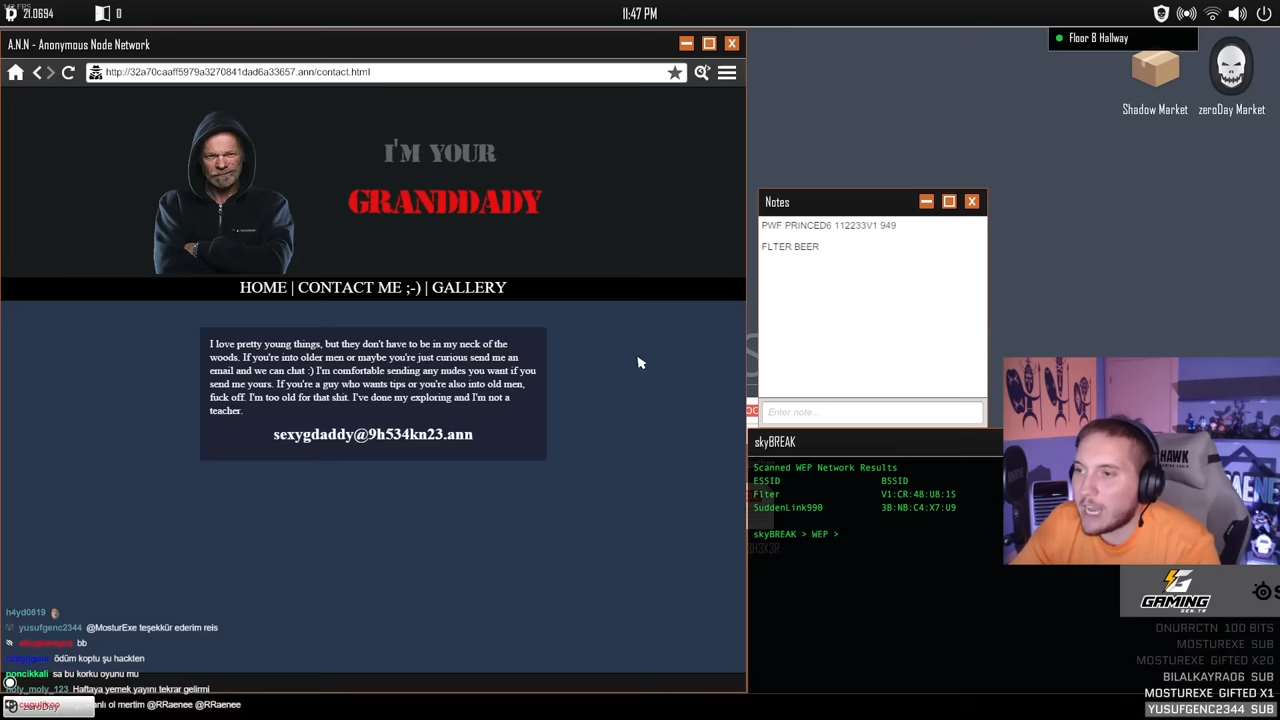 21.0694
0
11:47 PM
A.N.N - Anonymous Node Network
http://32a70caaff5979a3270841dad6a33657.ann/contact.html
Floor 8 Hallway
Shadow Market
zeroDay Market
I'M YOUR
GRANDDADY
HOME | CONTACT ME ;-) | GALLERY
I love pretty young things, but they don't have to be in my neck of the
woods. If you're into older men or maybe you're just curious send me an
email and we can chat :) I'm comfortable sending any nudes you want if you
send me yours. If you're a guy who wants tips or you're also into old men,
fuck off. I'm too old for that shit. I've done my exploring and I'm not a
teacher.
sexygdaddy@9h534kn23.ann
Notes
PWF PRINCED6 112233V1 949
FLTER BEER
Enter note...
skyBREAK
Scanned WEP Network Results
ESSID BSSID
Flter V1:CR:48:U8:1S
SuddenLink990 3B:NB:C4:X7:U9
skyBREAK > WEP >
HAWK
GAMING
GEN.TR
h4yd0619
yusufgenc2344 @MosturExe teşekkür ederim reis
bb
ödüm koptu şu hackten
poncikkali sa bu korku oyunu mu
holy_moly_123 Haftaya yemek yayını tekrar gelirmi
ol mertim @RRaenee @RRaenee
zeroDay
ONURRCTN 100 BITS
MOSTUREXE SUB
MOSTUREXE GIFTED X20
BILALKAYRA06 SUB
MOSTUREXE GIFTED X1
YUSUFGENC2344 SUB